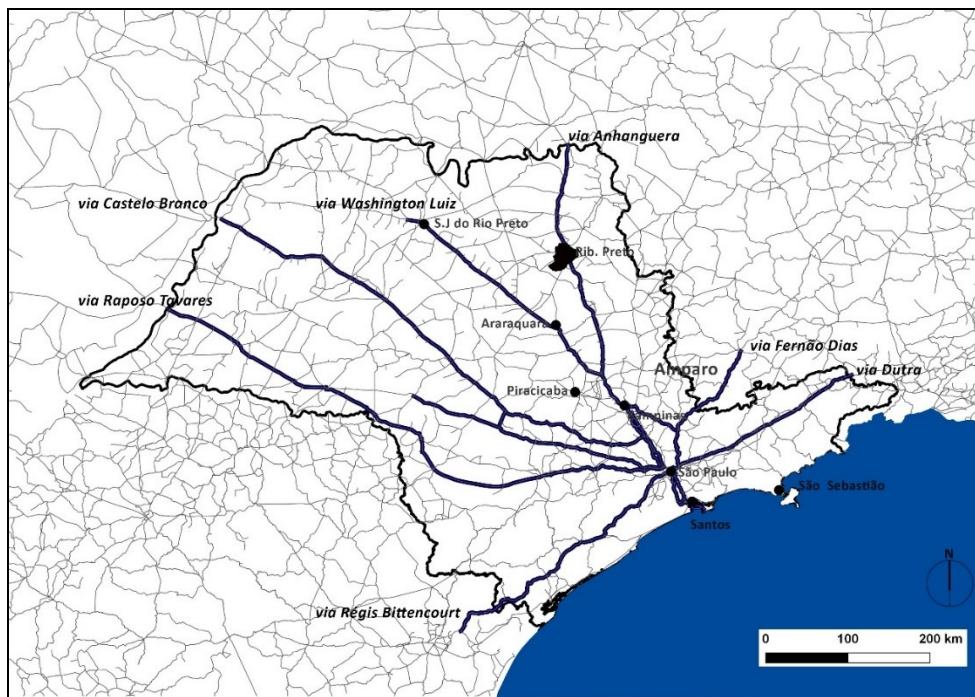 via Anhanguera
via Castelo Branco
via Washington Luiz
S.J do Rio Preto
Rib. Preto
via Raposo Tavares
Araraquara
via Fernão Dias
Amparo
via Dutra
Piracicaba
Campinas
São Paulo
São Sebastião
Santos
N
via Régis Bittencourt
0 100 200 km